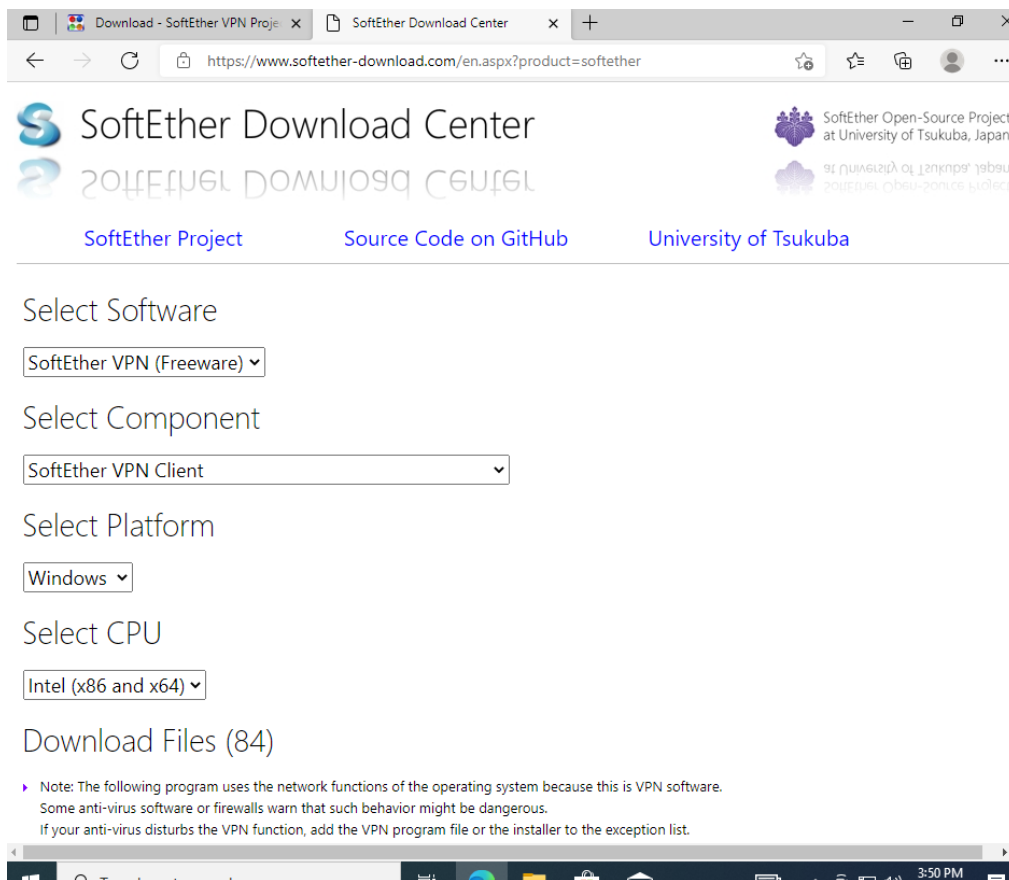 Download - SoftEther VPN Proje
SoftEther Download Center
https://www.softether-download.com/en.aspx?product=softether
SoftEther Download Center
SoftEther Open-Source Project
at University of Tsukuba, Japan
SoftEther Project
Source Code on GitHub
University of Tsukuba
Select Software
SoftEther VPN (Freeware)
Select Component
SoftEther VPN Client
Select Platform
Windows
Select CPU
Intel (x86 and x64)
Download Files (84)
Note: The following program uses the network functions of the operating system because this is VPN software.
Some anti-virus software or firewalls warn that such behavior might be dangerous.
If your anti-virus disturbs the VPN function, add the VPN program file or the installer to the exception list.
3:50 PM